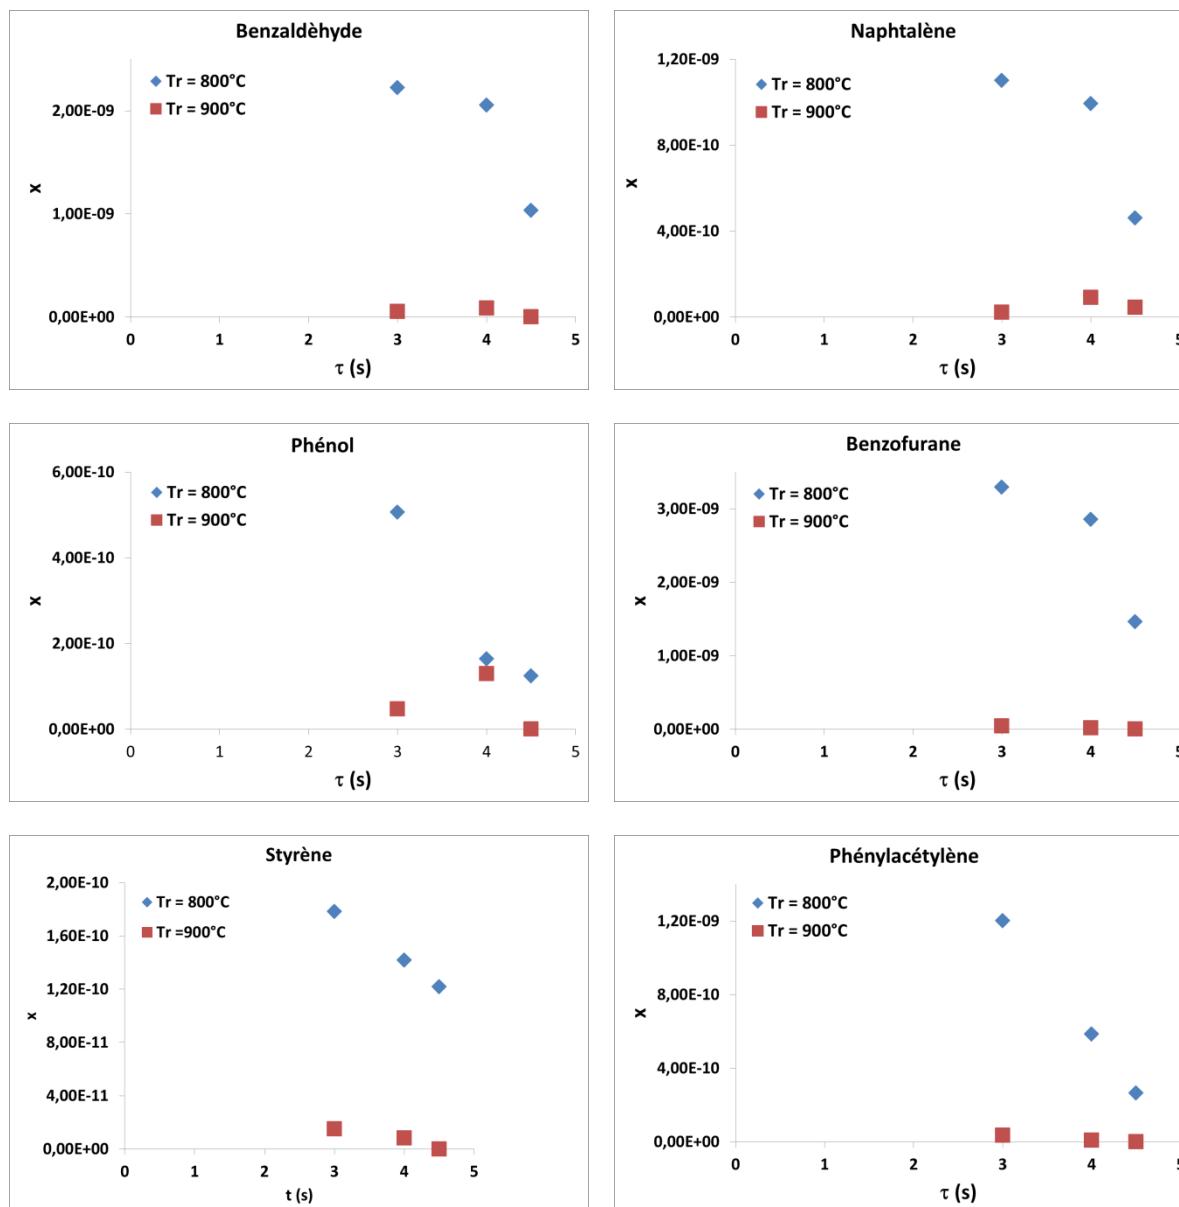 Benzaldèhyde
Tr = 800°C
Tr = 900°C
2,00E-09
1,00E-09
0,00E+00
x
0 1 2 3 4 5
τ (s)
Naphtalène
1,20E-09
Tr = 800°C
Tr = 900°C
8,00E-10
4,00E-10
0,00E+00
x
0 1 2 3 4 5
τ (s)
Phénol
6,00E-10
Tr = 800°C
Tr = 900°C
4,00E-10
2,00E-10
0,00E+00
x
0 1 2 3 4 5
τ (s)
Benzofurane
Tr = 800°C
Tr = 900°C
3,00E-09
2,00E-09
1,00E-09
0,00E+00
x
0 1 2 3 4 5
τ (s)
Styrène
2,00E-10
Tr = 800°C
Tr =900°C
1,60E-10
1,20E-10
8,00E-11
4,00E-11
0,00E+00
x
0 1 2 3 4 5
t (s)
Phénylacétylène
Tr = 800°C
Tr = 900°C
1,20E-09
8,00E-10
4,00E-10
0,00E+00
x
0 1 2 3 4 5
τ (s)